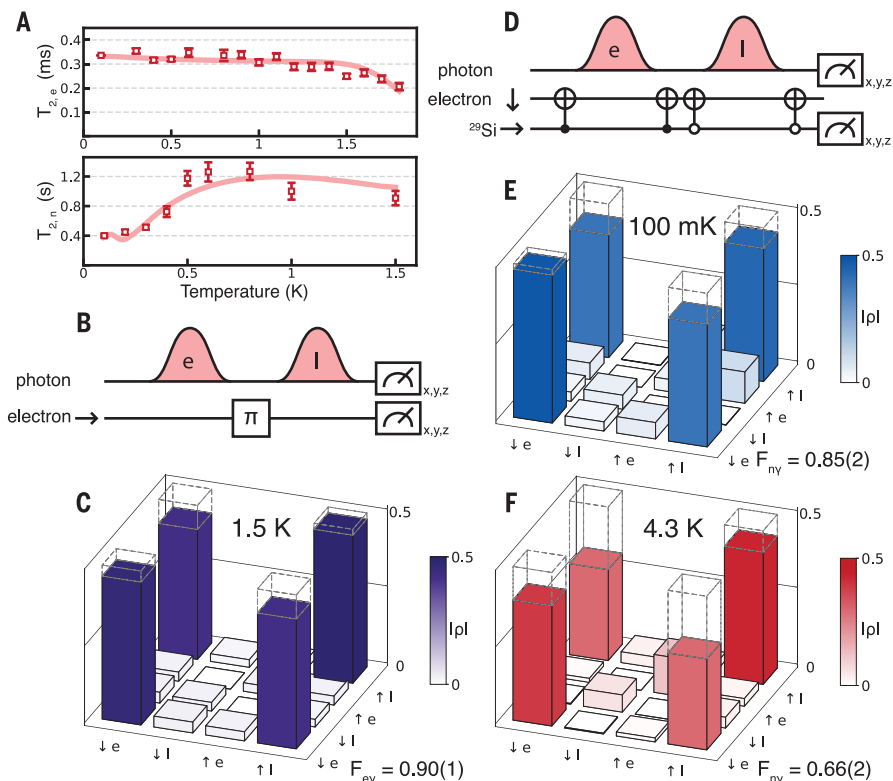 A
T2, e (ms)
0.4
0.3
0.2
0.1
0
0.5
1
1.5
T2, n (s)
1.2
0.8
0.4
0
0.5
1
1.5
Temperature (K)
B
e
l
photon
x,y,z
electron
π
x,y,z
C
1.5 K
0.5
0
0.5
|ρ|
0
↓ e
↓ l
↑ e
↑ l
↓ e
↓ l
↑ e
↑ l
Feγ = 0.90(1)
D
e
l
photon
x,y,z
electron ↓
²⁹Si →
x,y,z
E
100 mK
0.5
0
0.5
|ρ|
0
↓ e
↓ l
↑ e
↑ l
↓ e
↓ l
↑ e
↑ l
Fnγ = 0.85(2)
F
4.3 K
0.5
0
0.5
|ρ|
0
↓ e
↓ l
↑ e
↑ l
↓ e
↓ l
↑ e
↑ l
Fnγ = 0.66(2)